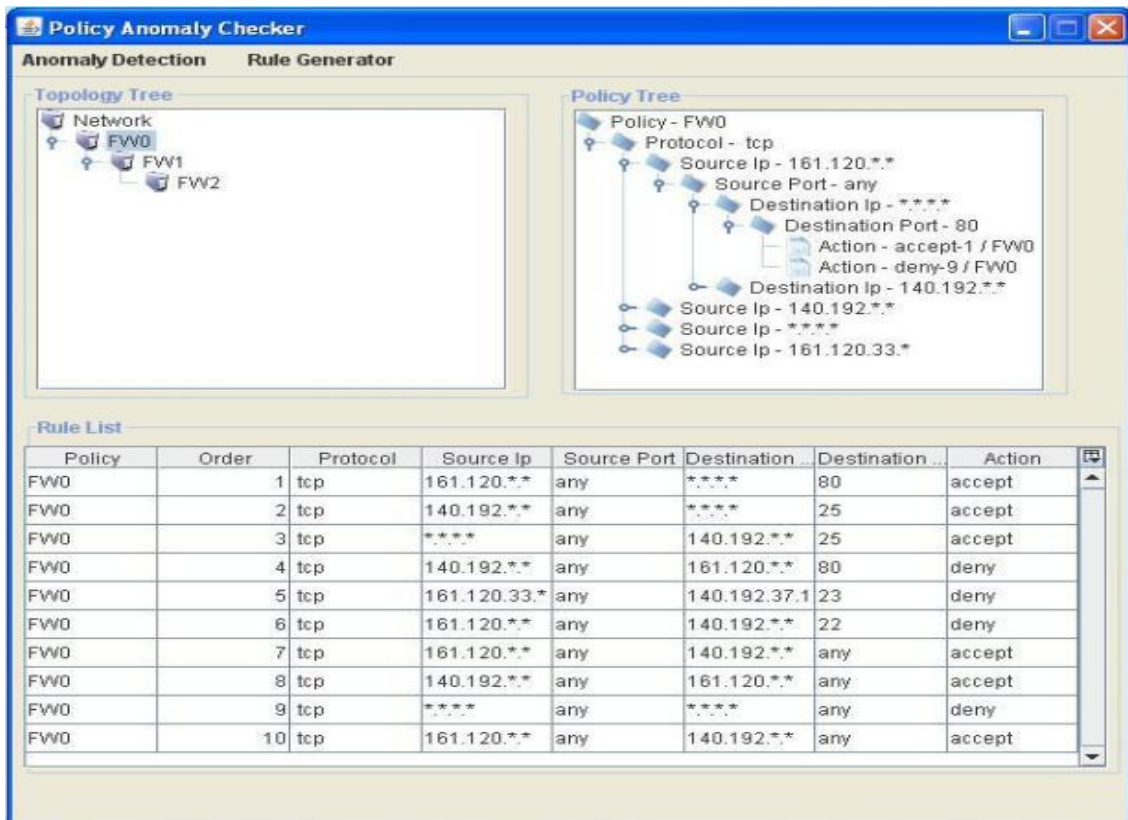 Policy Anomaly Checker
Anomaly Detection Rule Generator
Topology Tree
Network
FW0
FW1
FW2
Policy Tree
Policy - FW0
Protocol - tcp
Source Ip - 161.120.*.*
Source Port - any
Destination Ip - *.*.*.*
Destination Port - 80
Action - accept-1 / FW0
Action - deny-9 / FW0
Destination Ip - 140.192.*.*
Source Ip - 140.192.*.*
Source Ip - *.*.*.*
Source Ip - 161.120.33.*
Rule List
Policy Order Protocol Source Ip Source Port Destination ... Destination ... Action
FW0 1 tcp 161.120.*.* any *.*.*.* 80 accept
FW0 2 tcp 140.192.*.* any *.*.*.* 25 accept
FW0 3 tcp *.*.*.* any 140.192.*.* 25 accept
FW0 4 tcp 140.192.*.* any 161.120.*.* 80 deny
FW0 5 tcp 161.120.33.* any 140.192.37.1 23 deny
FW0 6 tcp 161.120.*.* any 140.192.*.* 22 deny
FW0 7 tcp 161.120.*.* any 140.192.*.* any accept
FW0 8 tcp 140.192.*.* any 161.120.*.* any accept
FW0 9 tcp *.*.*.* any *.*.*.* any deny
FW0 10 tcp 161.120.*.* any 140.192.*.* any accept